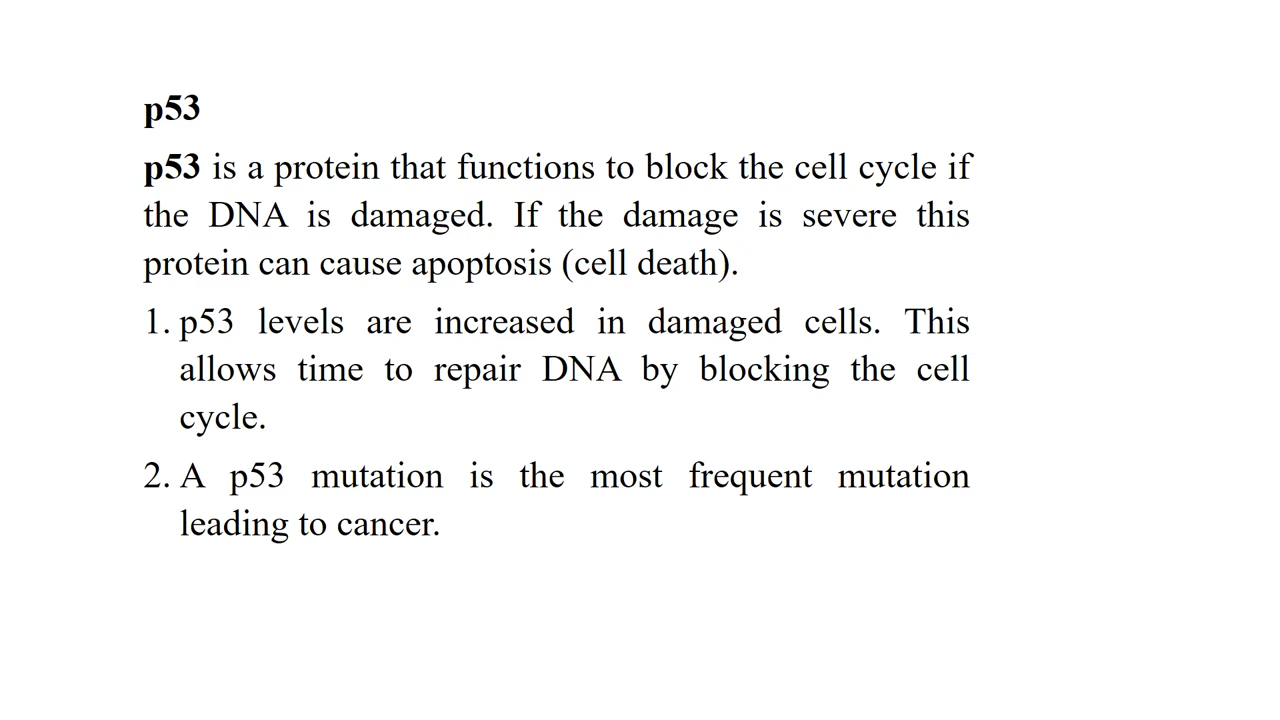 p53
p53 is a protein that functions to block the cell cycle if
the DNA is damaged. If the damage is severe this
protein can cause apoptosis (cell death).
1. p53 levels are increased in damaged cells. This
allows time to repair DNA by blocking the cell
cycle.
2. A p53 mutation is the most frequent mutation
leading to cancer.